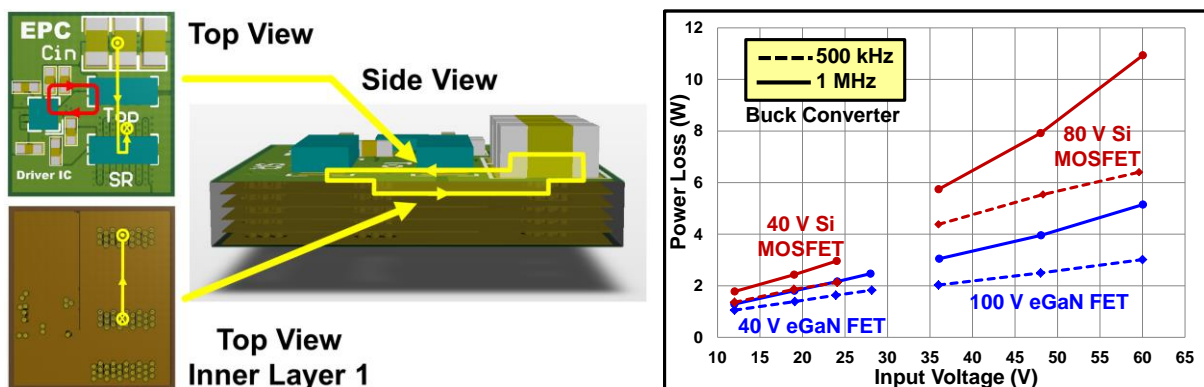 EPC
Cin
Top
Driver IC
SR
Top View
Side View
Top View
Inner Layer 1
500 kHz
1 MHz
Buck Converter
80 V Si
MOSFET
40 V Si
MOSFET
40 V eGaN FET
100 V eGaN FET
Power Loss (W)
12
10
8
6
4
2
0
10 15 20 25 30 35 40 45 50 55 60 65
Input Voltage (V)